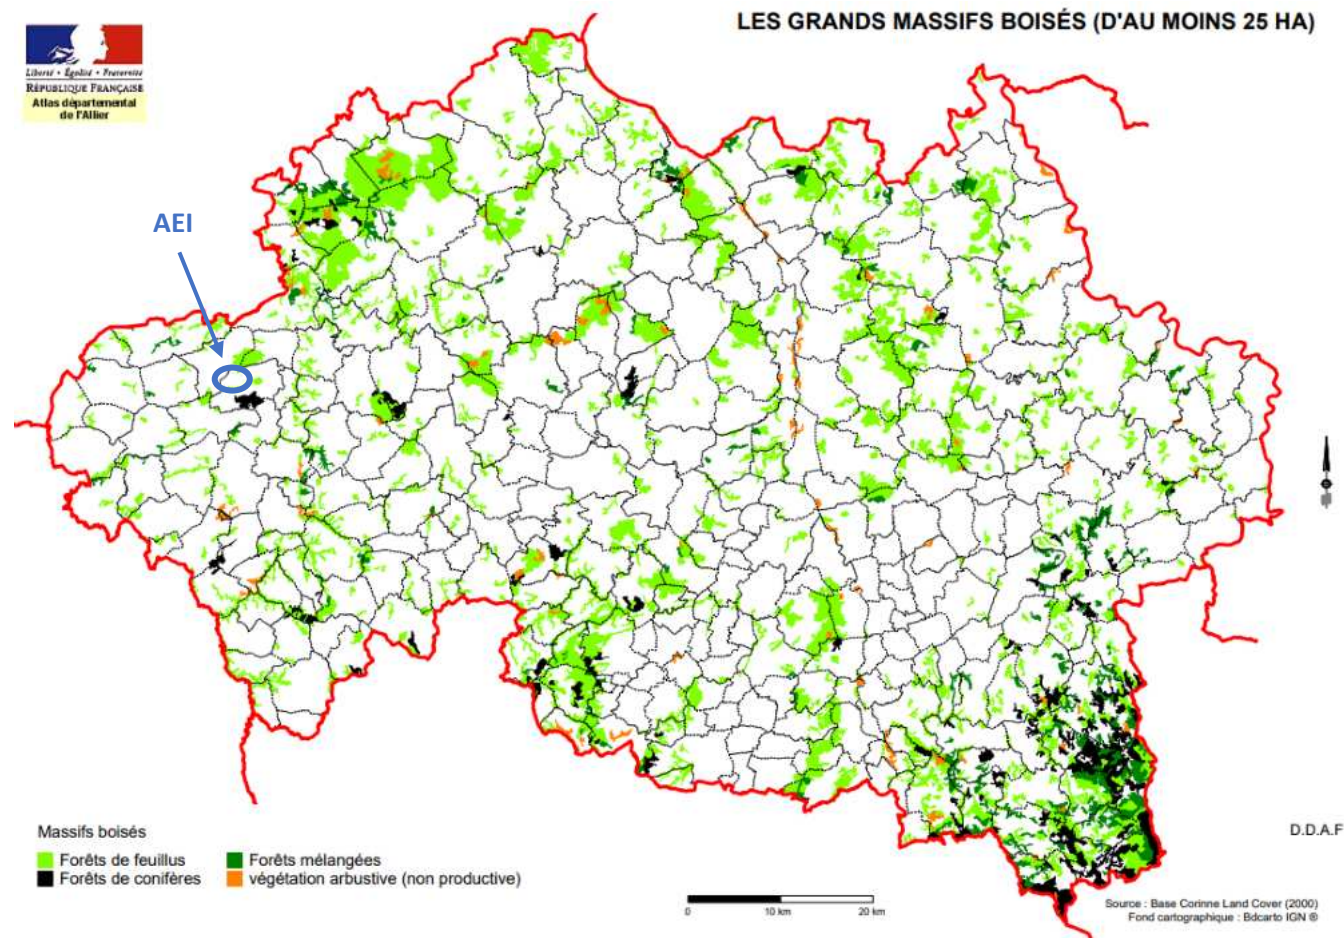 LES GRANDS MASSIFS BOISÉS (D'AU MOINS 25 HA)
Liberté • Égalité • Fraternité
RÉPUBLIQUE FRANÇAISE
Atlas départemental
de l'Allier
AEI
Massifs boisés
Forêts de feuillus
Forêts mélangées
Forêts de conifères
végétation arbustive (non productive)
0 10 km 20 km
D.D.A.F
Source : Base Corinne Land Cover (2000)
Fond cartographique : Bdcarto IGN ®